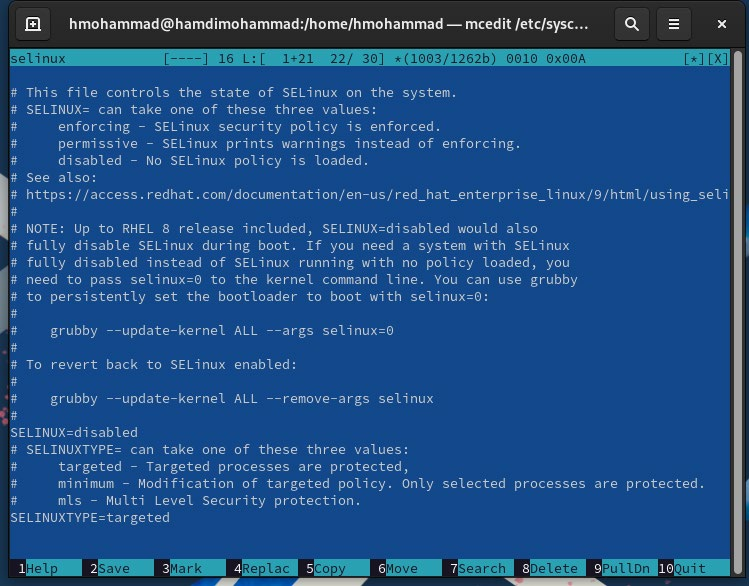 hmohammad@hamdimohammad:/home/hmohammad — mcedit /etc/sysc...
selinux [----] 16 L:[ 1+21 22/ 30] *(1003/1262b) 0010 0x00A [*][X]
# This file controls the state of SELinux on the system.
# SELINUX= can take one of these three values:
#     enforcing - SELinux security policy is enforced.
#     permissive - SELinux prints warnings instead of enforcing.
#     disabled - No SELinux policy is loaded.
# See also:
# https://access.redhat.com/documentation/en-us/red_hat_enterprise_linux/9/html/using_seli
#
# NOTE: Up to RHEL 8 release included, SELINUX=disabled would also
# fully disable SELinux during boot. If you need a system with SELinux
# fully disabled instead of SELinux running with no policy loaded, you
# need to pass selinux=0 to the kernel command line. You can use grubby
# to persistently set the bootloader to boot with selinux=0:
#
#    grubby --update-kernel ALL --args selinux=0
#
# To revert back to SELinux enabled:
#
#    grubby --update-kernel ALL --remove-args selinux
#
SELINUX=disabled
# SELINUXTYPE= can take one of these three values:
#     targeted - Targeted processes are protected,
#     minimum - Modification of targeted policy. Only selected processes are protected.
#     mls - Multi Level Security protection.
SELINUXTYPE=targeted
1Help 2Save 3Mark 4Replac 5Copy 6Move 7Search 8Delete 9PullDn 10Quit